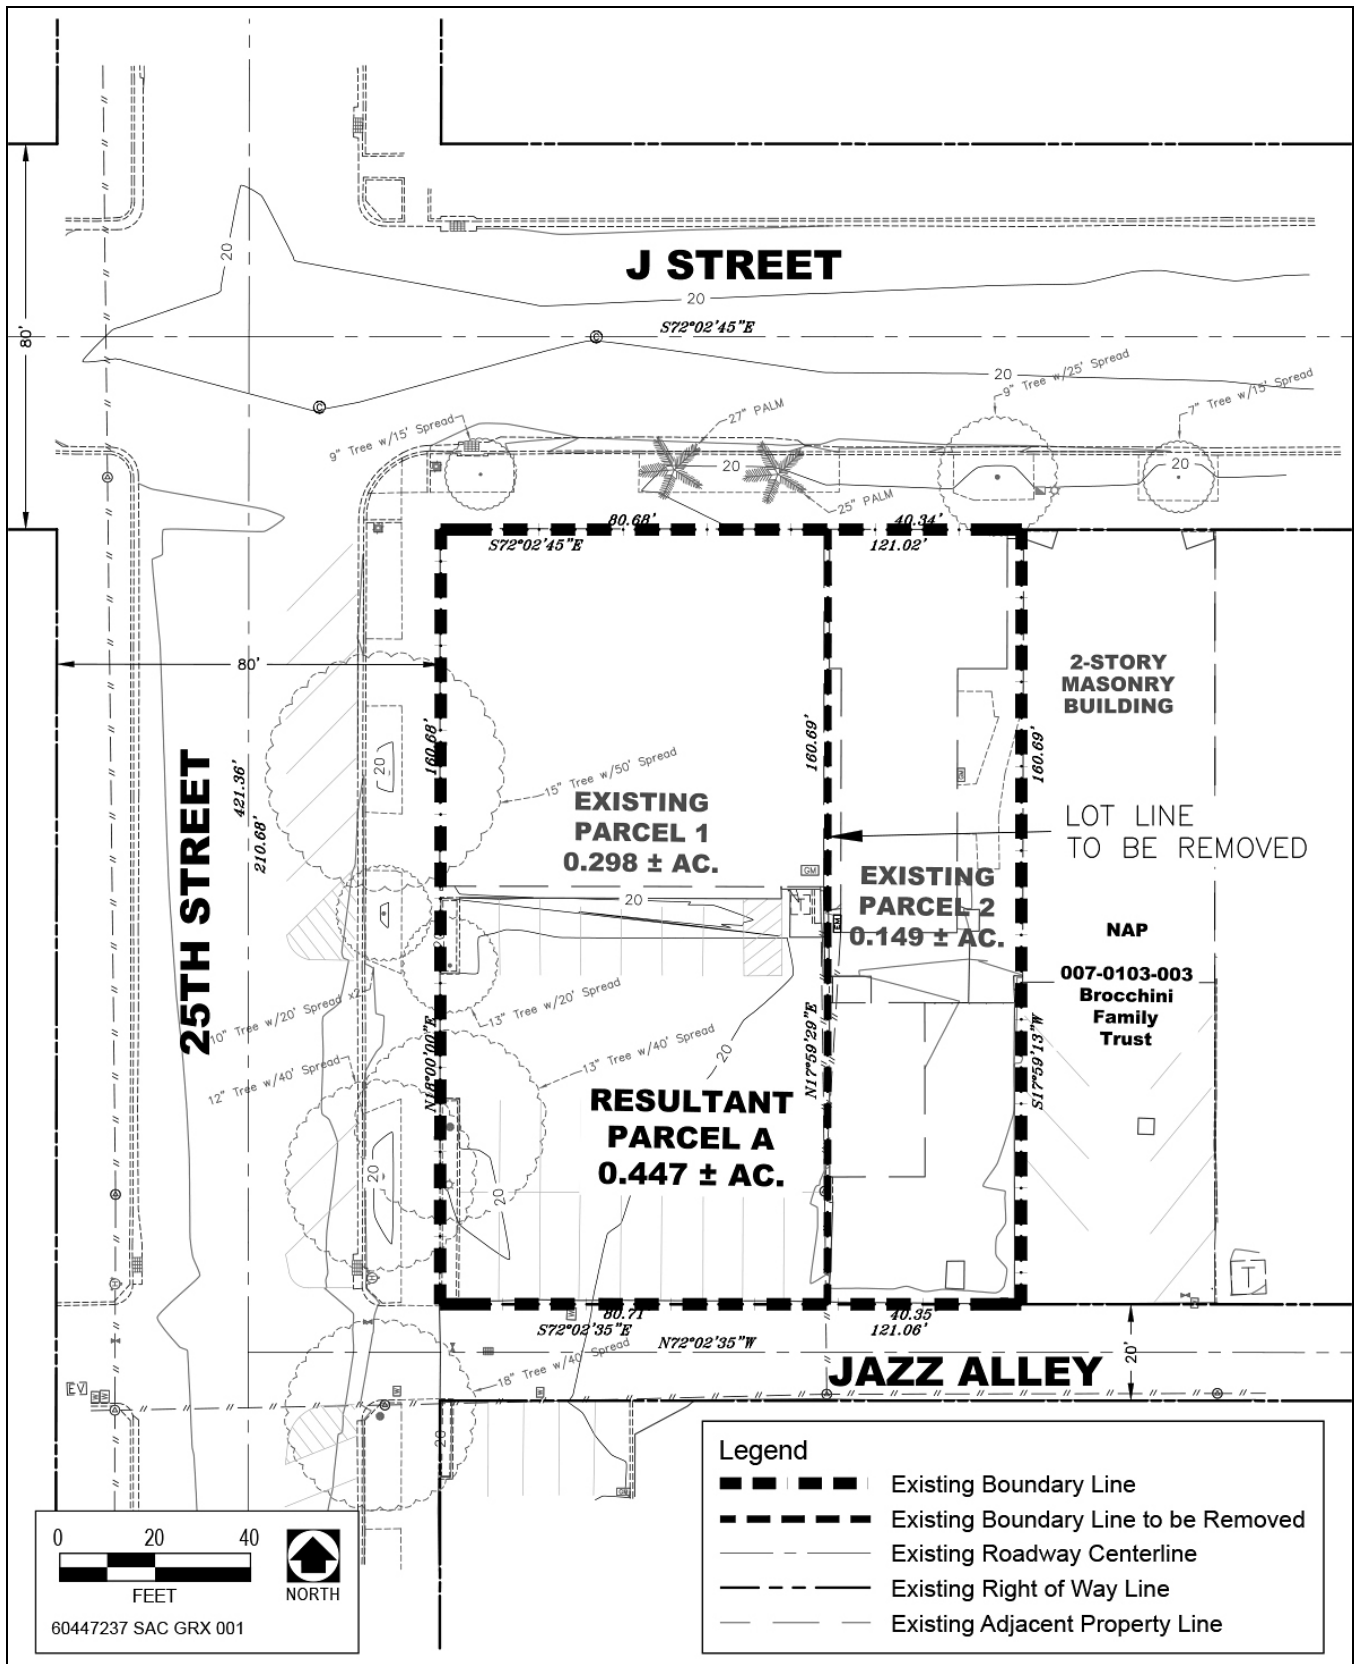 J STREET
20
20
S72°02'45"E
80'
20
9" Tree w/25' Spread
7" Tree w/15' Spread
9" Tree w/15' Spread
27" PALM
20
20
25" PALM
80.68'
40.34'
S72°02'45"E
121.02'
80'
2-STORY
MASONRY
BUILDING
160.68'
160.69'
160.69'
20
15" Tree w/50' Spread
25TH STREET
421.36'
210.68'
EXISTING
PARCEL 1
0.298 ± AC.
LOT LINE
TO BE REMOVED
GM
GM
EXISTING
PARCEL 2
0.149 ± AC.
20
T
EM
20
NAP
007-0103-003
Brocchini
Family
Trust
10" Tree w/20' Spread x2
13" Tree w/20' Spread
N18°00'00"E
N17°59'29"E
S17°59'13"W
13" Tree w/40' Spread
12" Tree w/40' Spread
20
RESULTANT
PARCEL A
0.447 ± AC.
20
20
T
80.71'
40.35
S72°02'35"E
121.06'
N72°02'35"W
20'
18" Tree w/40' Spread
JAZZ ALLEY
EV
W
W
W
W
W
20
GM
Legend
Existing Boundary Line
Existing Boundary Line to be Removed
Existing Roadway Centerline
Existing Right of Way Line
Existing Adjacent Property Line
0 20 40
FEET
NORTH
60447237 SAC GRX 001